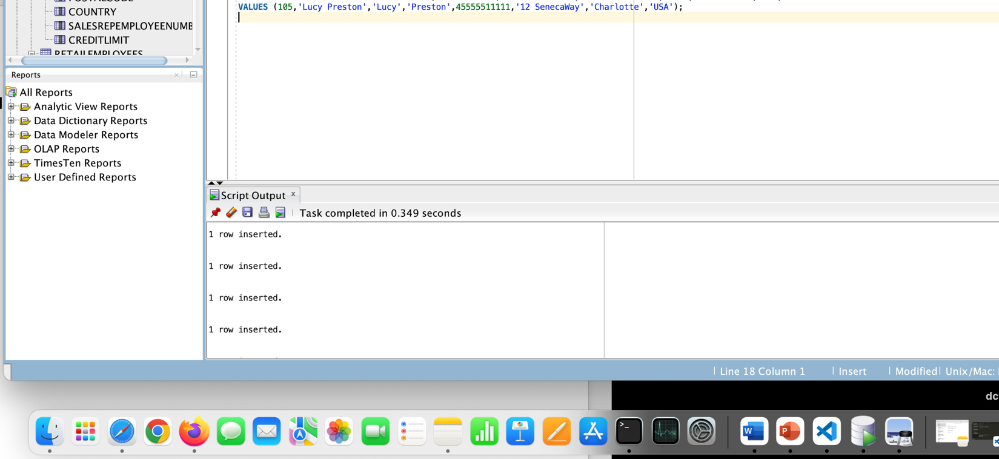 COUNTRY
SALESREPEMPLOYEENUMB
CREDITLIMIT
RETAILEMPLOYEES
VALUES (105,'Lucy Preston','Lucy','Preston',45555511111,'12 SenecaWay','Charlotte','USA');
Reports
All Reports
Analytic View Reports
Data Dictionary Reports
Data Modeler Reports
OLAP Reports
TimesTen Reports
User Defined Reports
Script Output
Task completed in 0.349 seconds
1 row inserted.
1 row inserted.
1 row inserted.
1 row inserted.
Line 18 Column 1
Insert
Modified
Unix/Mac:
dc